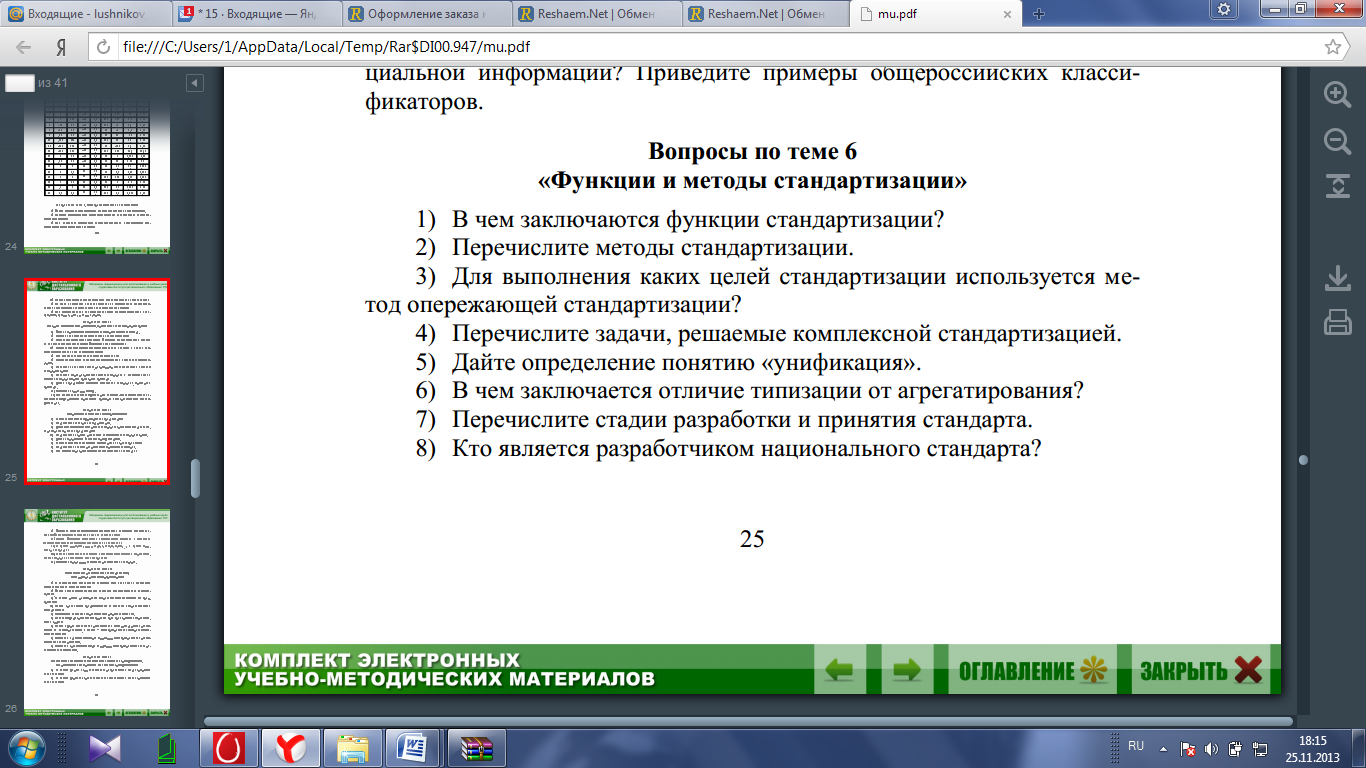 Входящие - lushnikov
* 15 · Входящие — Ян
Оформление заказа
Reshaem.Net | Обмен
Reshaem.Net | Обмен
mu.pdf
file:///C:/Users/1/AppData/Local/Temp/Rar$DI00.947/mu.pdf
из 41
циальной информации? Приведите примеры общероссийских класси-
фикаторов.
Вопросы по теме 6
«Функции и методы стандартизации»
1) В чем заключаются функции стандартизации?
2) Перечислите методы стандартизации.
3) Для выполнения каких целей стандартизации используется ме-
тод опережающей стандартизации?
4) Перечислите задачи, решаемые комплексной стандартизацией.
5) Дайте определение понятию «унификация».
6) В чем заключается отличие типизации от агрегатирования?
7) Перечислите стадии разработки и принятия стандарта.
8) Кто является разработчиком национального стандарта?
25
КОМПЛЕКТ ЭЛЕКТРОННЫХ
УЧЕБНО-МЕТОДИЧЕСКИХ МАТЕРИАЛОВ
ОГЛАВЛЕНИЕ
ЗАКРЫТЬ
24
25
26
RU
18:15
25.11.2013